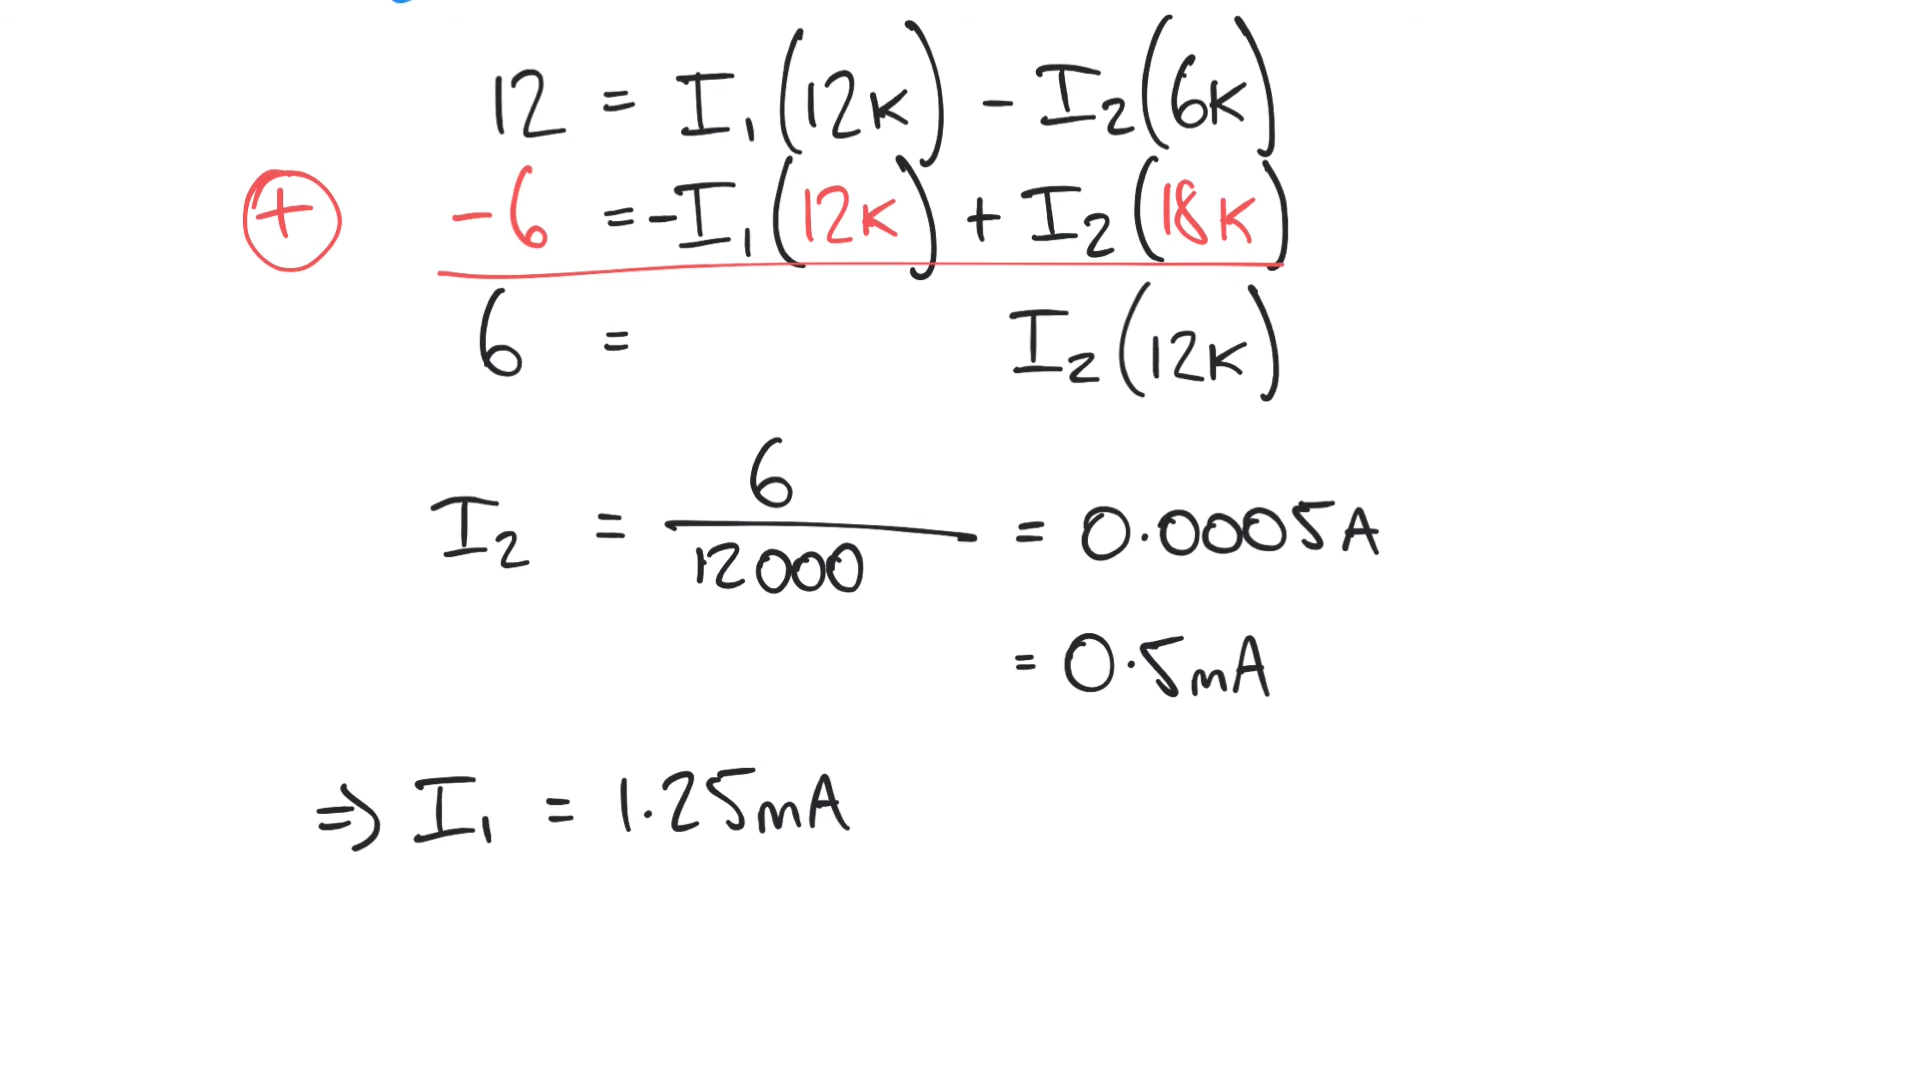 12 = I₁(12K) - I₂(6K)
+ -6 = -I₁(12K) + I₂(18K)
6 = I₂(12K)
I₂ = 6/12000 = 0.0005A
= 0.5mA
⇒ I₁ = 1.25mA